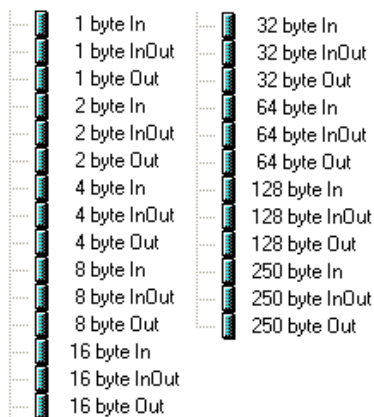 1 byte In
1 byte InOut
1 byte Out
2 byte In
2 byte InOut
2 byte Out
4 byte In
4 byte InOut
4 byte Out
8 byte In
8 byte InOut
8 byte Out
16 byte In
16 byte InOut
16 byte Out
32 byte In
32 byte InOut
32 byte Out
64 byte In
64 byte InOut
64 byte Out
128 byte In
128 byte InOut
128 byte Out
250 byte In
250 byte InOut
250 byte Out